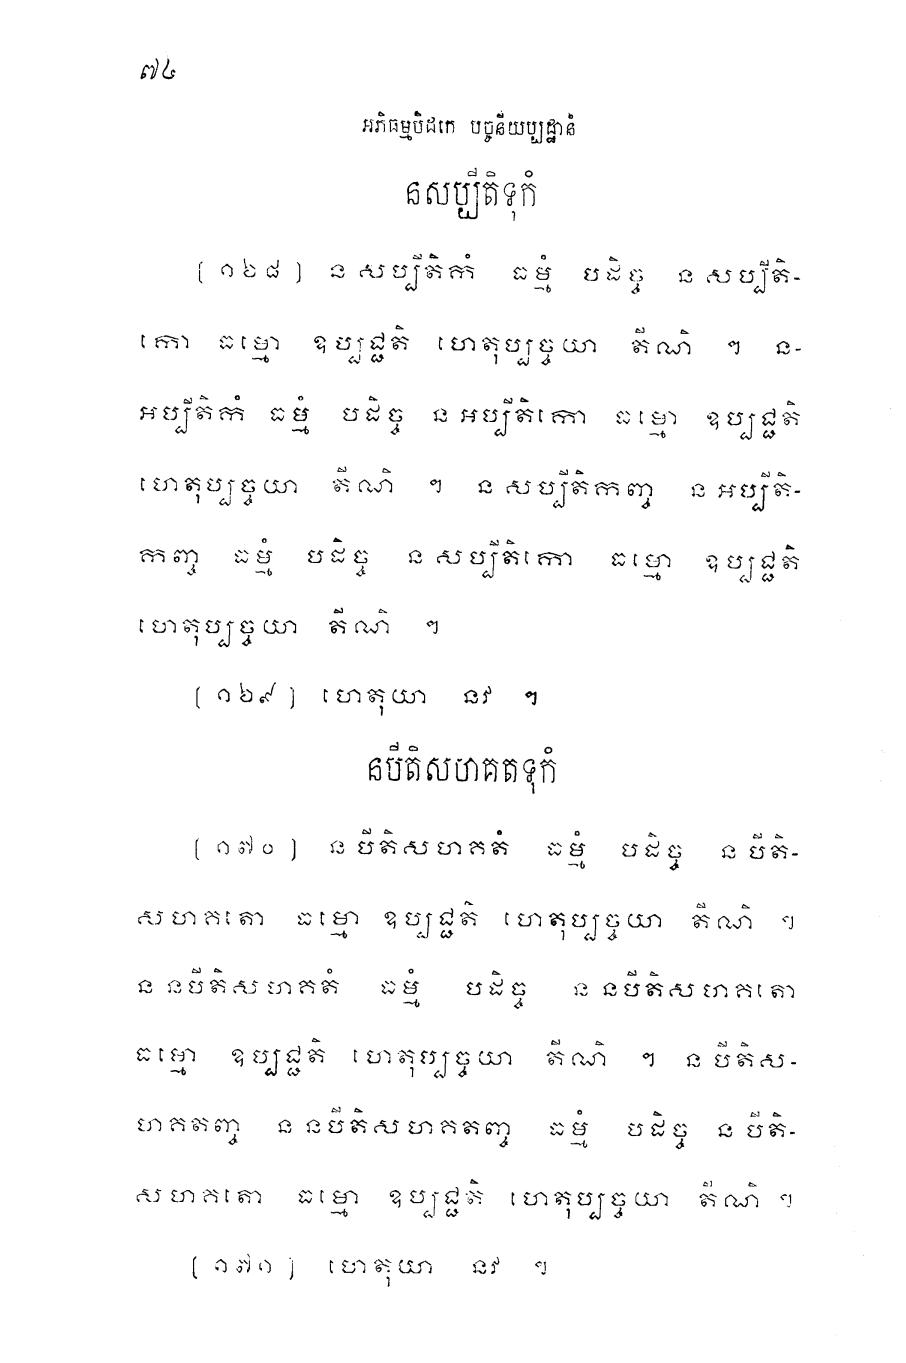 ៧៤
អភិធម្មបិដកេ បច្ចនីយប្បដ្ឋានំ
នសប្បីតិទុកំ
[១៦៨] ន សប្បីតិកំ ធម្មំ បដិច្ច ន សប្បីតិ-
កោ ធម្មោ ឧប្បជ្ជតិ ហេតុប្បច្ចយា តីណិ ។ ន-
អប្បីតិកំ ធម្មំ បដិច្ច ន អប្បីតិកោ ធម្មោ ឧប្បជ្ជតិ
ហេតុប្បច្ចយា តីណិ ។ ន សប្បីតិកញ្ច ន អប្បីតិ-
កញ្ច ធម្មំ បដិច្ច ន សប្បីតិកោ ធម្មោ ឧប្បជ្ជតិ
ហេតុប្បច្ចយា តីណិ ។
[១៦៩] ហេតុយា នវ ។
នបីតិសហគតទុកំ
[១៧០] ន បីតិសហគតំ ធម្មំ បដិច្ច ន បីតិ-
សហគតោ ធម្មោ ឧប្បជ្ជតិ ហេតុប្បច្ចយា តីណិ ។
ន នបីតិសហគតំ ធម្មំ បដិច្ច ន នបីតិសហគតោ
ធម្មោ ឧប្បជ្ជតិ ហេតុប្បច្ចយា តីណិ ។ ន បីតិស-
ហគតញ្ច ន នបីតិសហគតញ្ច ធម្មំ បដិច្ច ន បីតិ-
សហគតោ ធម្មោ ឧប្បជ្ជតិ ហេតុប្បច្ចយា តីណិ ។
[១៧១] ហេតុយា នវ ។